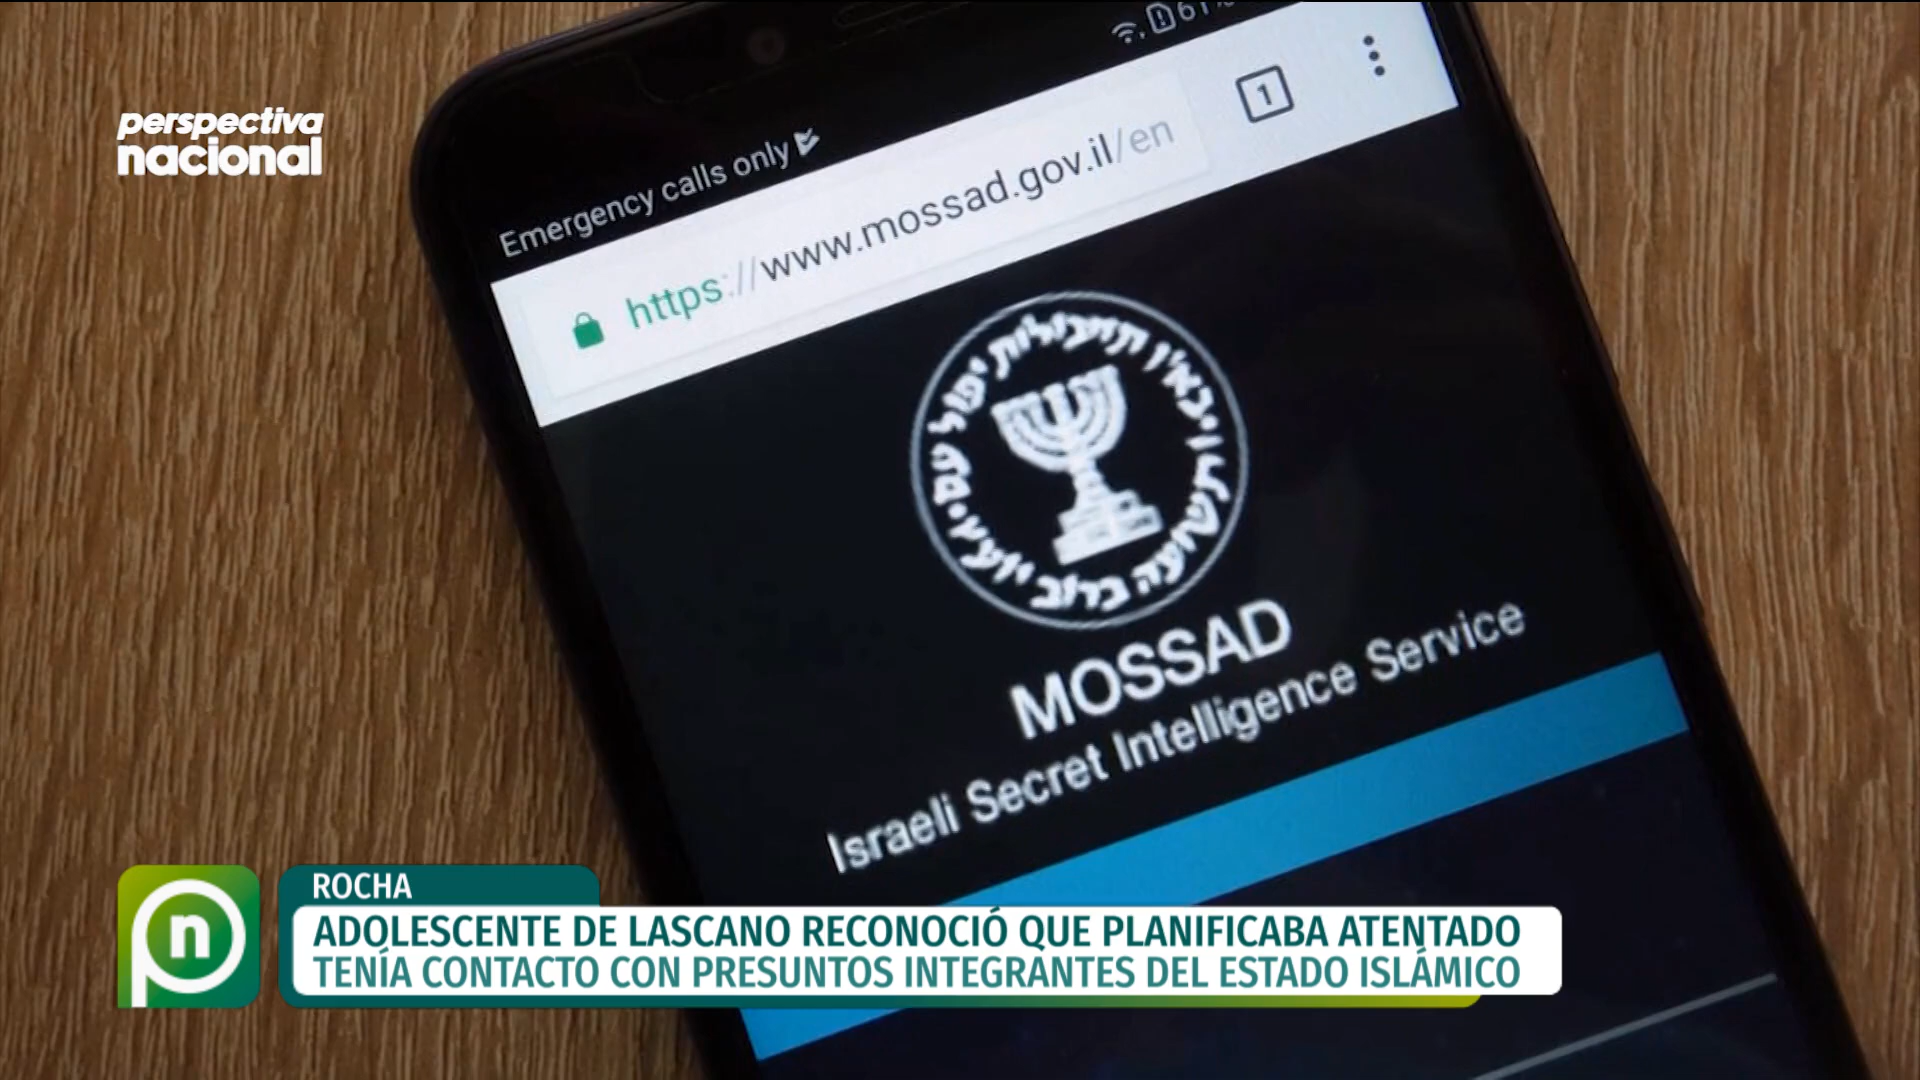 perspectiva
nacional
Emergency calls only
1
https://www.mossad.gov.il/en
MOSSAD
Israeli Secret Intelligence Service
n
ROCHA
ADOLESCENTE DE LASCANO RECONOCIÓ QUE PLANIFICABA ATENTADO
TENÍA CONTACTO CON PRESUNTOS INTEGRANTES DEL ESTADO ISLÁMICO